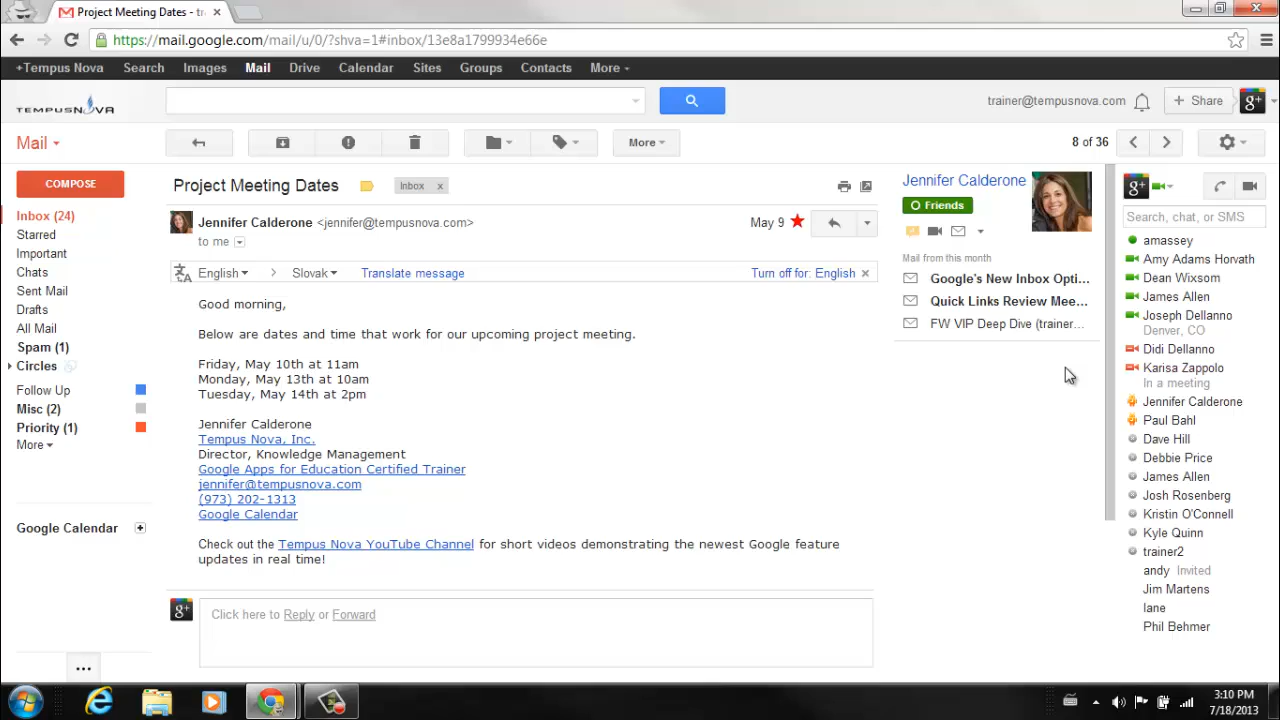 Project Meeting Dates - tr
https://mail.google.com/mail/u/0/?shva=1#inbox/13e8a1799934e66e
+Tempus Nova Search Images Mail Drive Calendar Sites Groups Contacts More
TEMPUSNOVA
trainer@tempusnova.com
+ Share
g+
Mail
More
8 of 36
COMPOSE
Inbox (24)
Starred
Important
Chats
Sent Mail
Drafts
All Mail
Spam (1)
Circles
Follow Up
Misc (2)
Priority (1)
More
Google Calendar
Project Meeting Dates
Inbox x
Jennifer Calderone <jennifer@tempusnova.com>
May 9
to me
English > Slovak Translate message
Turn off for: English x
Good morning,
Below are dates and time that work for our upcoming project meeting.
Friday, May 10th at 11am
Monday, May 13th at 10am
Tuesday, May 14th at 2pm
Jennifer Calderone
Tempus Nova, Inc.
Director, Knowledge Management
Google Apps for Education Certified Trainer
jennifer@tempusnova.com
(973) 202-1313
Google Calendar
Check out the Tempus Nova YouTube Channel for short videos demonstrating the newest Google feature
updates in real time!
g+
Click here to Reply or Forward
Jennifer Calderone
Friends
Mail from this month
Google's New Inbox Opti...
Quick Links Review Mee...
FW VIP Deep Dive (trainer...
g+
Search, chat, or SMS
amassey
Amy Adams Horvath
Dean Wixsom
James Allen
Joseph Dellanno
Denver, CO
Didi Dellanno
Karisa Zappolo
In a meeting
Jennifer Calderone
Paul Bahl
Dave Hill
Debbie Price
James Allen
Josh Rosenberg
Kristin O'Connell
Kyle Quinn
trainer2
andy Invited
Jim Martens
lane
Phil Behmer
3:10 PM
7/18/2013